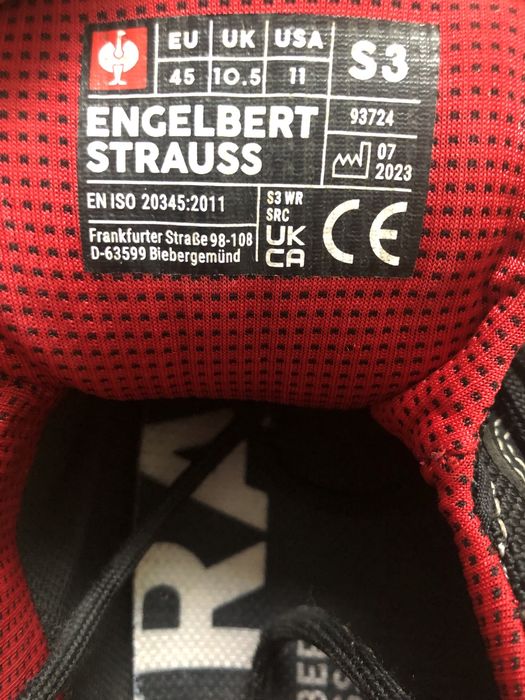 EU UK USA S3
45 10.5 11
ENGELBERT
STRAUSS
93724
07
2023
EN ISO 20345:2011
S3 WR
SRC
Frankfurter Straße 98-108
D-63599 Biebergemünd
UK
CA
CE
RA